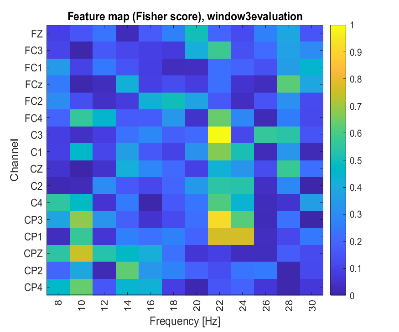 Feature map (Fisher score), window3evaluation
Channel
FZ
FC3
FC1
FCz
FC2
FC4
C3
C1
CZ
C2
C4
CP3
CP1
CPZ
CP2
CP4
8 10 12 14 16 18 20 22 24 26 28 30
Frequency [Hz]
1
0.9
0.8
0.7
0.6
0.5
0.4
0.3
0.2
0.1
0